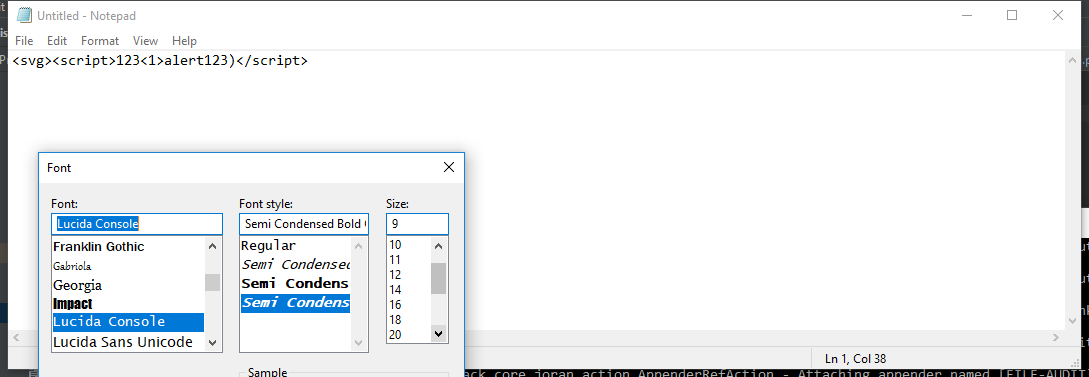 Untitled - Notepad
File Edit Format View Help
<svg><script>123<1>alert123)</script>
Font
Font: Font style: Size:
Lucida Console Semi Condensed Bold 9
Franklin Gothic Regular 10
Gabriola Semi Condensed 11
Georgia Semi Condens 12
Impact Semi Condens 14
Lucida Console 16
Lucida Sans Unicode 18
20
Ln 1, Col 38
Sample
ack core joran action AppenderRefAction - Attaching appender named [FILE-AUDIT